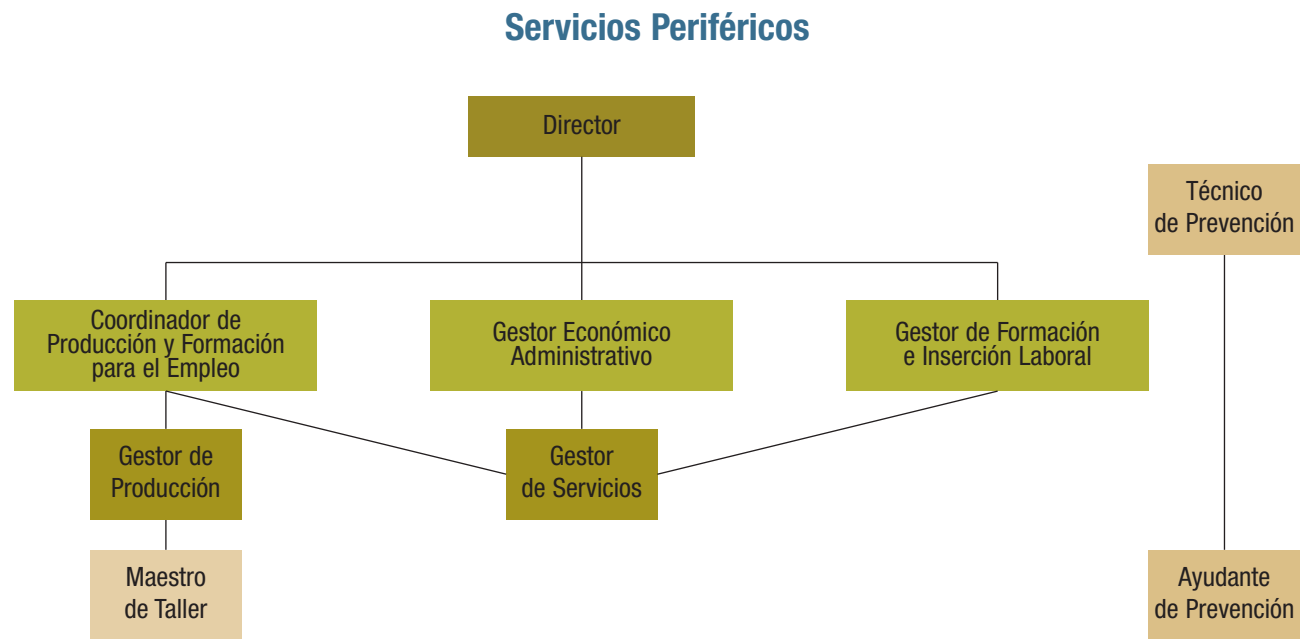 Servicios Periféricos
Director
Técnico
de Prevención
Coordinador de
Producción y Formación
para el Empleo
Gestor Económico
Administrativo
Gestor de Formación
e Inserción Laboral
Gestor de
Producción
Gestor
de Servicios
Maestro
de Taller
Ayudante
de Prevención